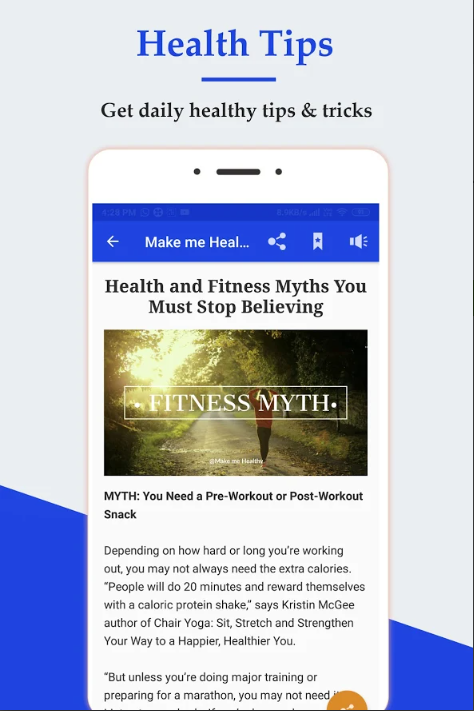 Health Tips
Get daily healthy tips & tricks
9:28 PM
Make me Heal...
Health and Fitness Myths You
Must Stop Believing
• FITNESS MYTH •
@Make me Healthy
MYTH: You Need a Pre-Workout or Post-Workout
Snack
Depending on how hard or long you’re working
out, you may not always need the extra calories.
“People will do 20 minutes and reward themselves
with a caloric protein shake,” says Kristin McGee
author of Chair Yoga: Sit, Stretch and Strengthen
Your Way to a Happier, Healthier You.
“But unless you’re doing major training or
preparing for a marathon, you may not need it.